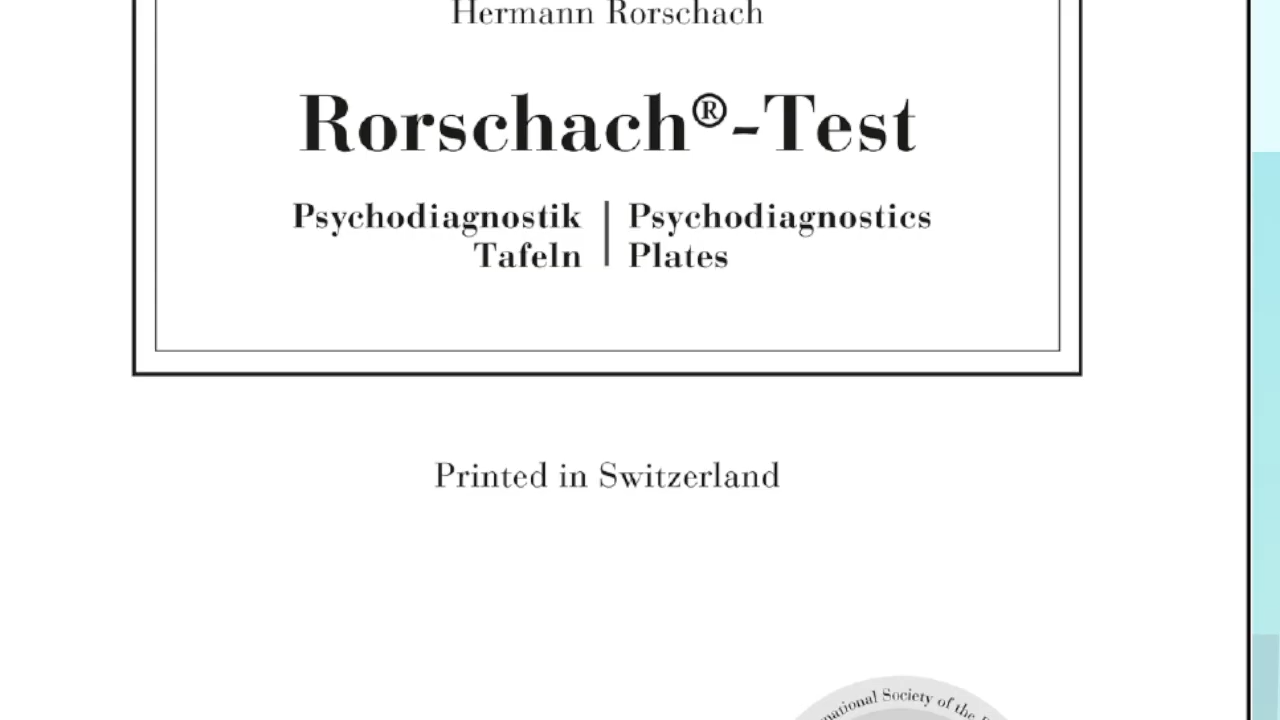 Hermann Rorschach
Rorschach®-Test
Psychodiagnostik | Psychodiagnostics
Tafeln | Plates
Printed in Switzerland
Society of the